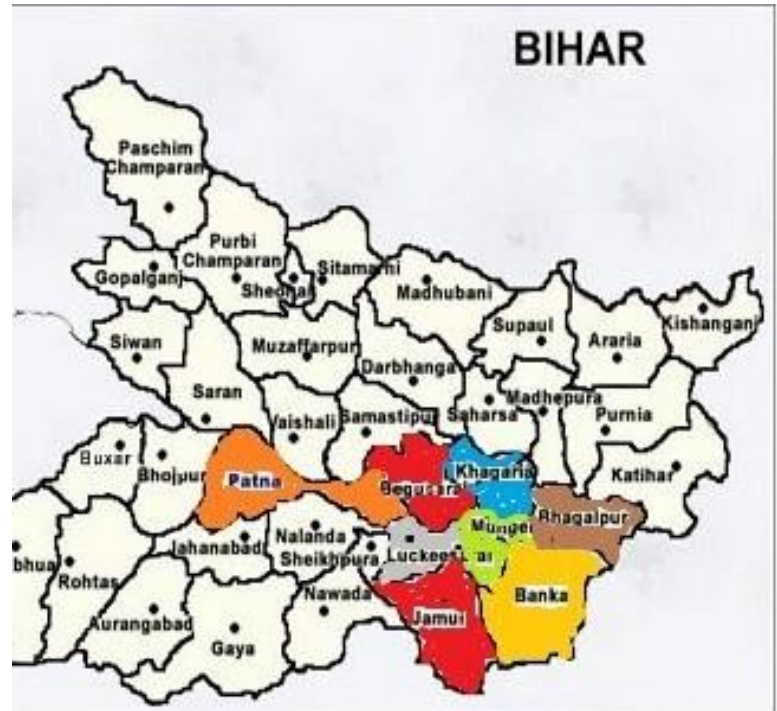 BIHAR
Paschim
Champaran
Purbi
Champaran
Gopalganj
Sitamarhi
Madhubani
Siwan
Muzaffarpur
Supaul
Araria
Kishanganj
Darbhanga
Saran
Vaishali
Samastipur
Saharsa
Madhepura
Purnia
Buxar
Bhojpur
Patna
Begusarai
Khagaria
Katihar
Bhagalpur
Munger
Jahanabad
Nalanda
Sheikhpura
bhua
Rohtas
Nawada
Banka
Jamui
Aurangabad
Gaya